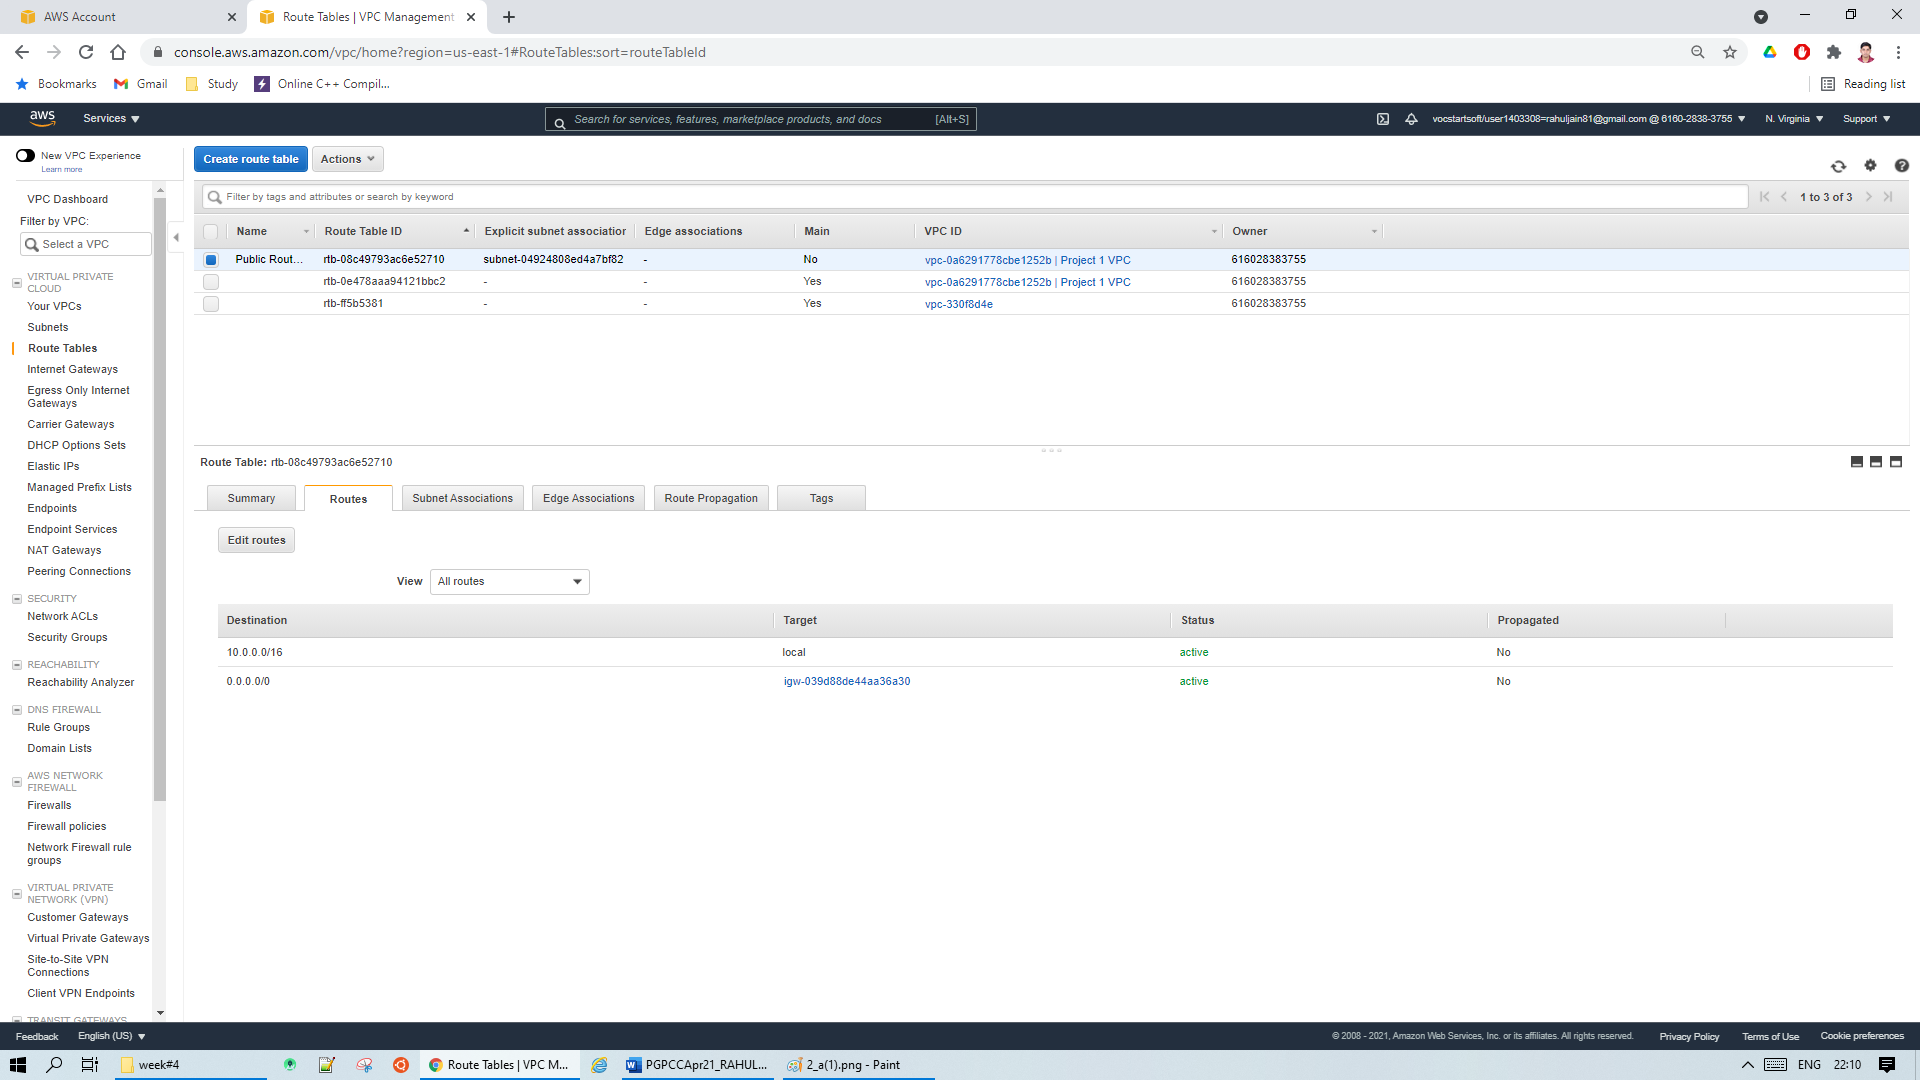 AWS Account
Route Tables | VPC Management
console.aws.amazon.com/vpc/home?region=us-east-1#RouteTables:sort=routeTableId
Bookmarks
Gmail
Study
Online C++ Compil...
Reading list
aws
Services
Search for services, features, marketplace products, and docs
[Alt+S]
vocstartsoft/user1403308=rahuljain81@gmail.com @ 6160-2838-3755
N. Virginia
Support
New VPC Experience
Learn more
VPC Dashboard
Filter by VPC:
Select a VPC
VIRTUAL PRIVATE
CLOUD
Your VPCs
Subnets
Route Tables
Internet Gateways
Egress Only Internet
Gateways
Carrier Gateways
DHCP Options Sets
Elastic IPs
Managed Prefix Lists
Endpoints
Endpoint Services
NAT Gateways
Peering Connections
SECURITY
Network ACLs
Security Groups
REACHABILITY
Reachability Analyzer
DNS FIREWALL
Rule Groups
Domain Lists
AWS NETWORK
FIREWALL
Firewalls
Firewall policies
Network Firewall rule
groups
VIRTUAL PRIVATE
NETWORK (VPN)
Customer Gateways
Virtual Private Gateways
Site-to-Site VPN
Connections
Client VPN Endpoints
TRANSIT GATEWAYS
Create route table
Actions
Filter by tags and attributes or search by keyword
1 to 3 of 3
Name Route Table ID Explicit subnet association Edge associations Main VPC ID Owner
Public Rout... rtb-08c49793ac6e52710 subnet-04924808ed4a7bf82 - No vpc-0a6291778cbe1252b | Project 1 VPC 616028383755
rtb-0e478aaa94121bbc2 - - Yes vpc-0a6291778cbe1252b | Project 1 VPC 616028383755
rtb-ff5b5381 - - Yes vpc-330f8d4e 616028383755
Route Table: rtb-08c49793ac6e52710
Summary
Routes
Subnet Associations
Edge Associations
Route Propagation
Tags
Edit routes
View All routes
Destination Target Status Propagated
10.0.0.0/16 local active No
0.0.0.0/0 igw-039d88de44aa36a30 active No
Feedback
English (US)
© 2008 - 2021, Amazon Web Services, Inc. or its affiliates. All rights reserved.
Privacy Policy
Terms of Use
Cookie preferences
week#4
Route Tables | VPC M...
PGPCCApr21_RAHUL...
2_a(1).png - Paint
ENG
22:10